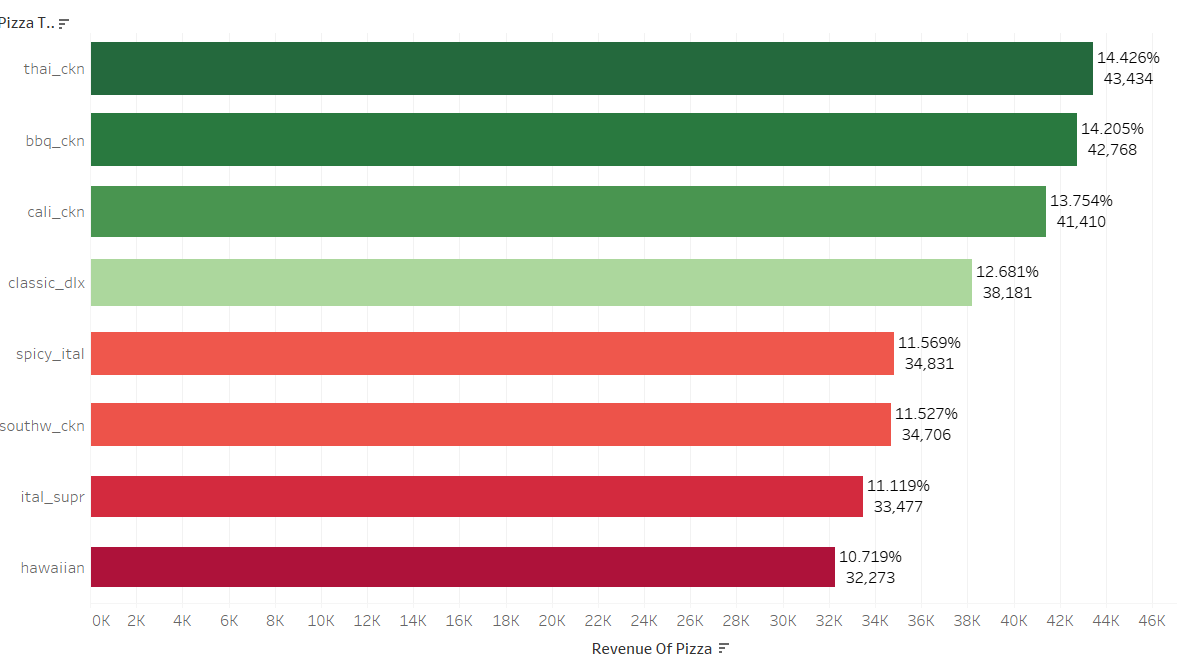 Pizza T..
thai_ckn
14.426%
43,434
bbq_ckn
14.205%
42,768
cali_ckn
13.754%
41,410
classic_dlx
12.681%
38,181
spicy_ital
11.569%
34,831
southw_ckn
11.527%
34,706
ital_supr
11.119%
33,477
hawaiian
10.719%
32,273
0K 2K 4K 6K 8K 10K 12K 14K 16K 18K 20K 22K 24K 26K 28K 30K 32K 34K 36K 38K 40K 42K 44K 46K
Revenue Of Pizza